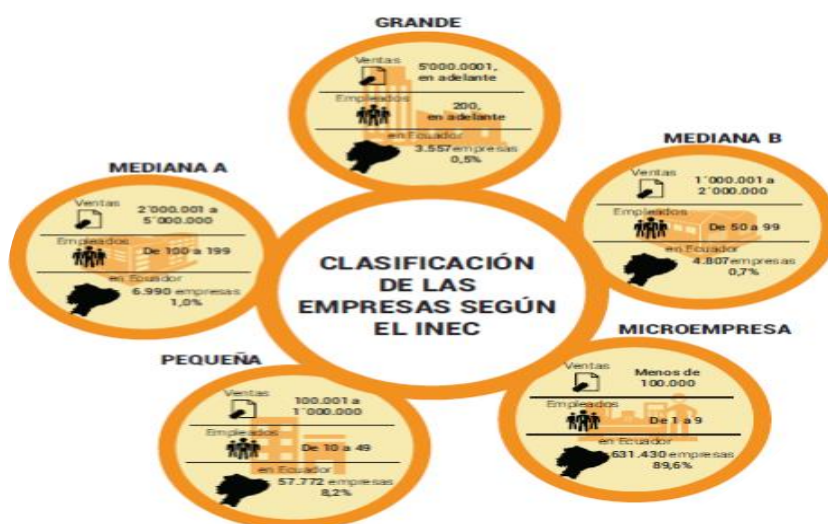 GRANDE
Ventas
5'000.0001,
en adelante
Empleados
200,
en adelante
en Ecuador
3.557 empresas
0,5%
MEDIANA A
Ventas
2´000.001 a
5´000.000
Empleados
De 100 a 199
en Ecuador
6.990 empresas
1,0%
MEDIANA B
Ventas
1´000.001 a
2´000.000
Empleados
De 50 a 99
en Ecuador
4.807 empresas
0,7%
CLASIFICACIÓN
DE LAS
EMPRESAS SEGÚN
EL INEC
PEQUEÑA
Ventas
100.001 a
1´000.000
Empleados
De 10 a 49
en Ecuador
57.772 empresas
8,2%
MICROEMPRESA
Ventas
Menos de
100.000
Empleados
De 1 a 9
en Ecuador
631.430 empresas
89,6%